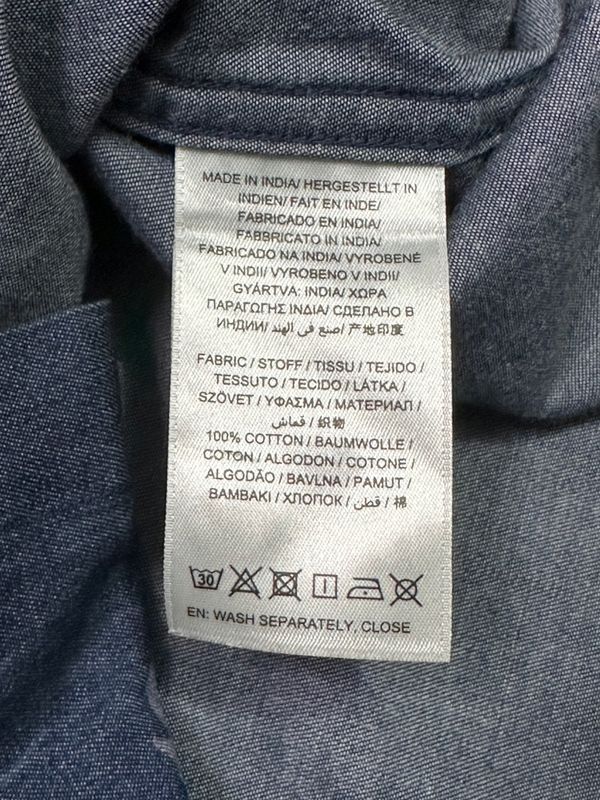 MADE IN INDIA/ HERGESTELLT IN
INDIEN/ FAIT EN INDE/
FABRICADO EN INDIA/
FABBRICATO IN INDIA/
FABRICADO NA INDIA/ VYROBENÉ
V INDII/ VYROBENO V INDII/
GYÁRTVA: INDIA/ ΧΩΡΑ
ΠΑΡΑΓΩΓΗΣ ΙΝΔΙΑ/ СДЕЛАНО В
ИНДИИ/ صنع في الهند / 产地印度
FABRIC / STOFF / TISSU / TEJIDO /
TESSUTO / TECIDO / LÁTKA /
SZÖVET / ΥΦΑΣΜΑ / МАТЕРИАЛ /
قماش / 织物
100% COTTON / BAUMWOLLE /
COTON / ALGODÓN / COTONE /
ALGODÃO / BAVLNA / PAMUT /
BAMBAKI / ХЛОПОК / قطن / 棉
30
EN: WASH SEPARATELY, CLOSE